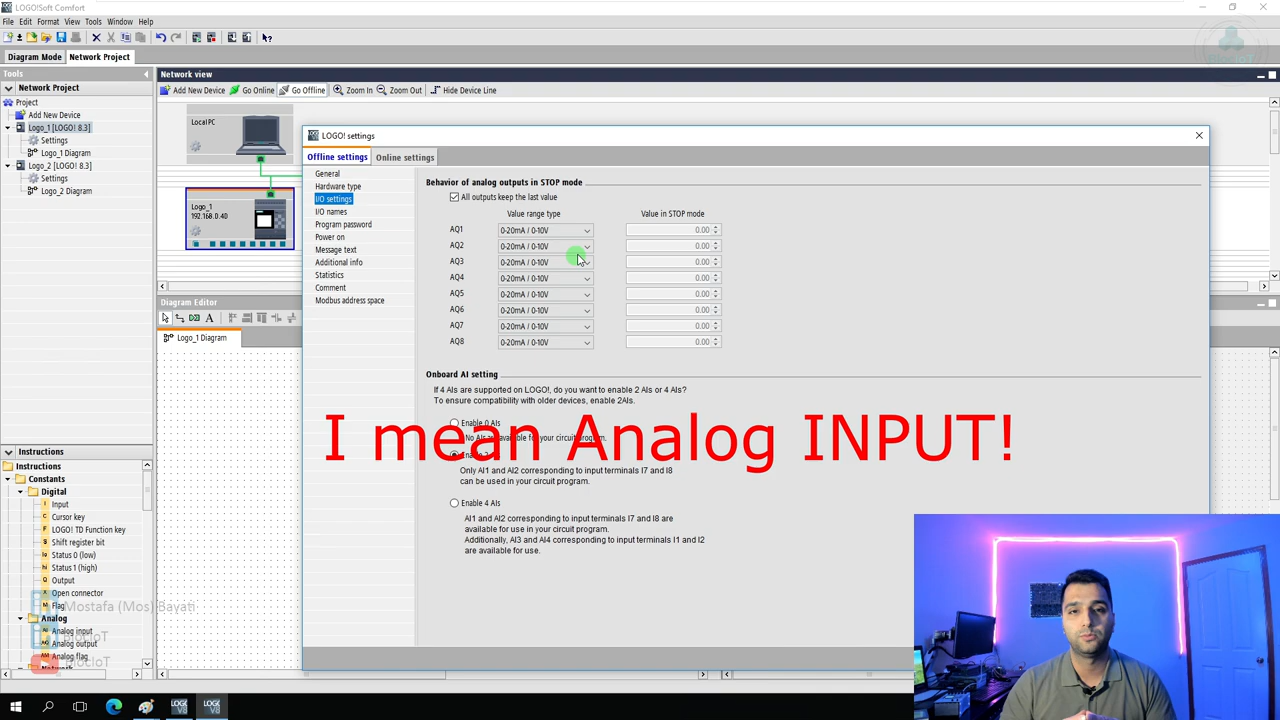 LOGO!Soft Comfort
File Edit Format View Tools Window Help
Diagram Mode Network Project
Tools
Network Project
Project
Add New Device
Logo_1 [LOGO! 8.3]
Settings
Logo_1 Diagram
Logo_2 [LOGO! 8.3]
Settings
Logo_2 Diagram
Network view
Add New Device Go Online Go Offline Zoom In Zoom Out Hide Device Line
Local PC
Logo_1
192.168.0.40
Diagram Editor
Logo_1 Diagram
LOGO! settings
Offline settings Online settings
General
Hardware type
I/O settings
I/O names
Program password
Power on
Message text
Additional info
Statistics
Comment
Modbus address space
Behavior of analog outputs in STOP mode
All outputs keep the last value
Value range type Value in STOP mode
AQ1 0-20mA / 0-10V 0.00
AQ2 0-20mA / 0-10V 0.00
AQ3 0-20mA / 0-10V 0.00
AQ4 0-20mA / 0-10V 0.00
AQ5 0-20mA / 0-10V 0.00
AQ6 0-20mA / 0-10V 0.00
AQ7 0-20mA / 0-10V 0.00
AQ8 0-20mA / 0-10V 0.00
Onboard AI setting
If 4 AIs are supported on LOGO!, do you want to enable 2 AIs or 4 AIs?
To ensure compatibility with older devices, enable 2AIs.
Enable 0 AIs
No AIs are available for your circuit program.
I mean Analog INPUT!
Only AI1 and AI2 corresponding to input terminals I7 and I8
can be used in your circuit program.
Enable 4 AIs
AI1 and AI2 corresponding to input terminals I7 and I8 are
available for use in your circuit program.
Additionally, AI3 and AI4 corresponding to input terminals I1 and I2
are available for use.
Instructions
Instructions
Constants
Digital
Input
Cursor key
LOGO! TD Function key
Shift register bit
Status 0 (low)
Status 1 (high)
Output
Open connector
Flag
Mostafa (Mos) Bayati
Analog
Analog input
Analog output
Analog flag
BlocIoT